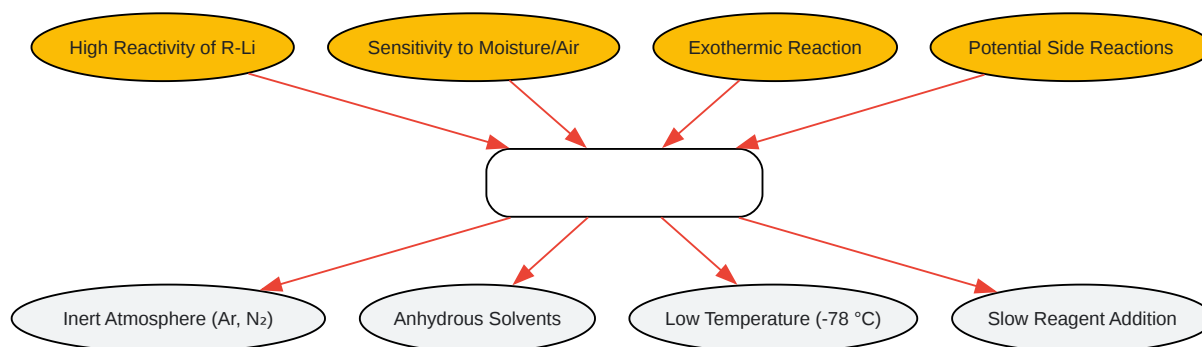 High Reactivity of R-Li
Sensitivity to Moisture/Air
Exothermic Reaction
Potential Side Reactions
Inert Atmosphere (Ar, N₂)
Anhydrous Solvents
Low Temperature (-78 °C)
Slow Reagent Addition